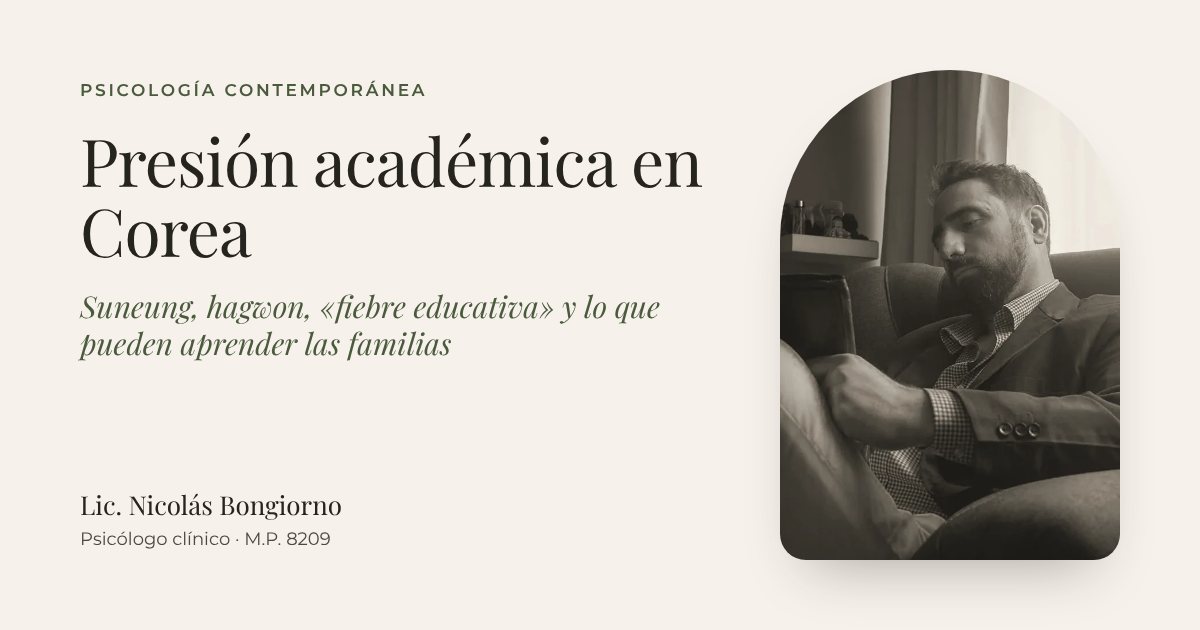 PSICOLOGÍA CONTEMPORÁNEA
Presión académica en
Corea
Suneung, hagwon, «fiebre educativa» y lo que
pueden aprender las familias
Lic. Nicolás Bongiorno
Psicólogo clínico · M.P. 8209